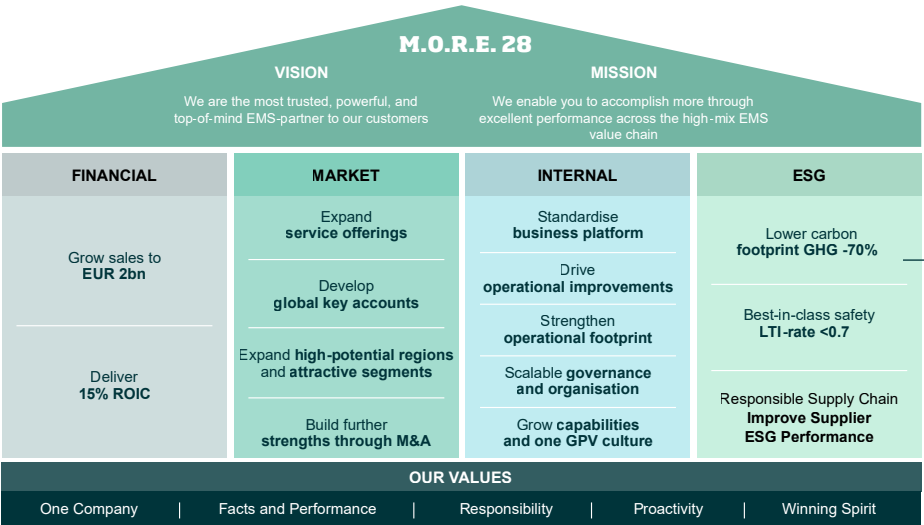 M.O.R.E. 28
VISION
We are the most trusted, powerful, and
top-of-mind EMS-partner to our customers
MISSION
We enable you to accomplish more through
excellent performance across the high-mix EMS
value chain
FINANCIAL
Grow sales to
EUR 2bn
Deliver
15% ROIC
MARKET
Expand
service offerings
Develop
global key accounts
Expand high-potential regions
and attractive segments
Build further
strengths through M&A
INTERNAL
Standardise
business platform
Drive
operational improvements
Strengthen
operational footprint
Scalable governance
and organisation
Grow capabilities
and one GPV culture
ESG
Lower carbon
footprint GHG -70%
Best-in-class safety
LTI-rate <0.7
Responsible Supply Chain
Improve Supplier
ESG Performance
OUR VALUES
One Company | Facts and Performance | Responsibility | Proactivity | Winning Spirit